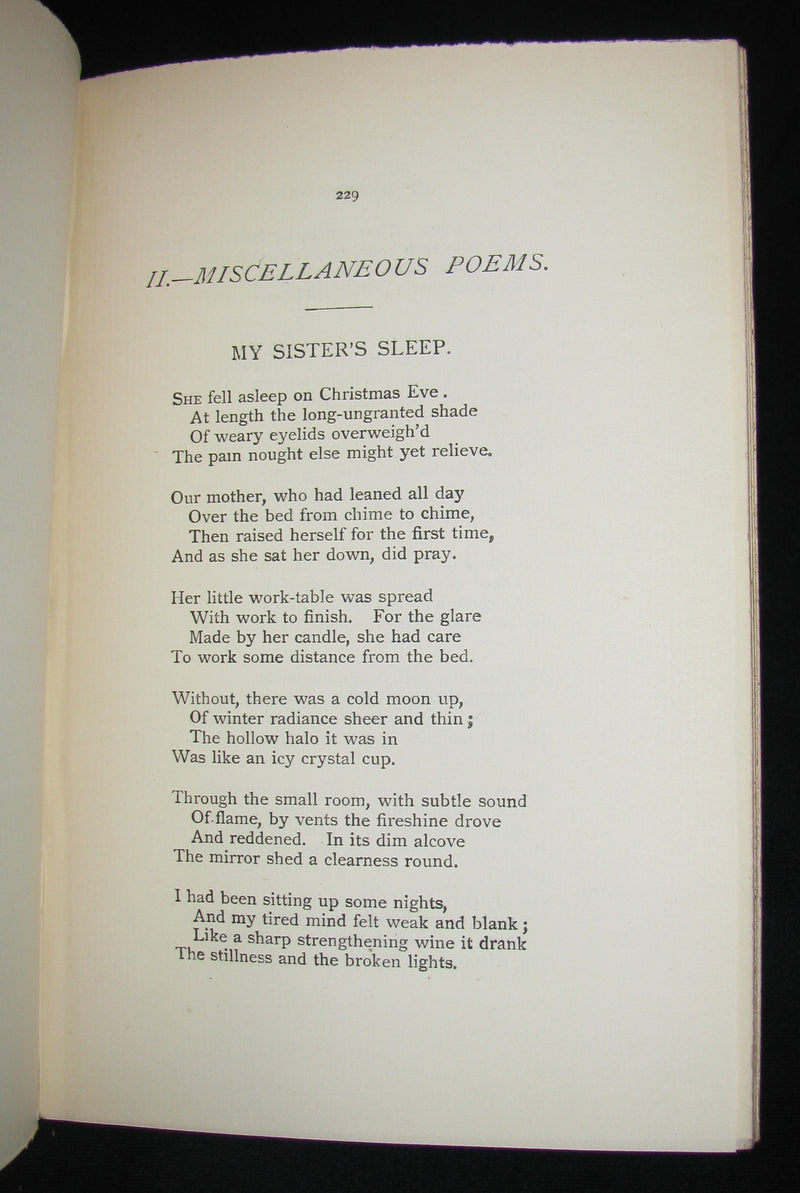 229
II.—MISCELLANEOUS POEMS.
MY SISTER'S SLEEP.
SHE fell asleep on Christmas Eve.
At length the long-ungranted shade
Of weary eyelids overweigh'd
The pain nought else might yet relieve.
Our mother, who had leaned all day
Over the bed from chime to chime,
Then raised herself for the first time,
And as she sat her down, did pray.
Her little work-table was spread
With work to finish. For the glare
Made by her candle, she had care
To work some distance from the bed.
Without, there was a cold moon up,
Of winter radiance sheer and thin;
The hollow halo it was in
Was like an icy crystal cup.
Through the small room, with subtle sound
Of flame, by vents the fireshine drove
And reddened. In its dim alcove
The mirror shed a clearness round.
I had been sitting up some nights,
And my tired mind felt weak and blank;
Like a sharp strengthening wine it drank
The stillness and the broken lights.